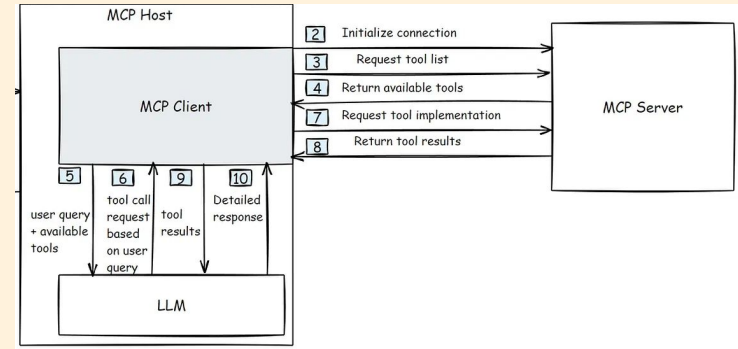 MCP Host
2 Initialize connection
3 Request tool list
MCP Client
4 Return available tools
MCP Server
7 Request tool implementation
8 Return tool results
5
6
9
10
user query
+ available
tools
tool call
request
based
on user
query
tool
results
Detailed
response
LLM